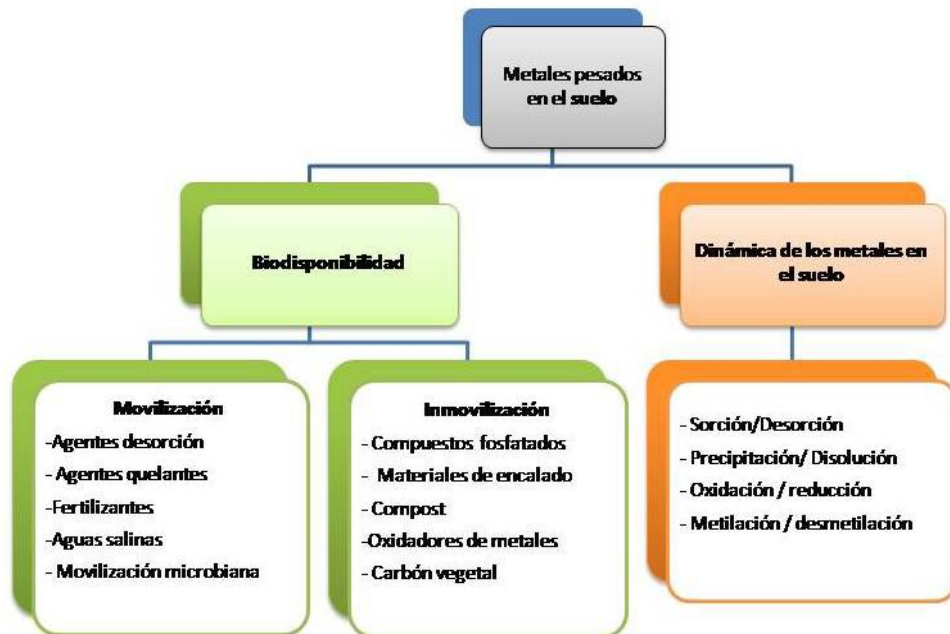 Metales pesados
en el suelo
Biodisponibilidad
Dinámica de los metales en
el suelo
Movilización
-Agentes desorción
- Agentes quelantes
-Fertilizantes
-Aguas salinas
- Movilización microbiana
Inmovilización
- Compuestos fosfatados
- Materiales de encalado
- Compost
-Oxidadores de metales
- Carbón vegetal
- Sorción/Desorción
- Precipitación/ Disolución
- Oxidación / reducción
- Metilación / desmetilación